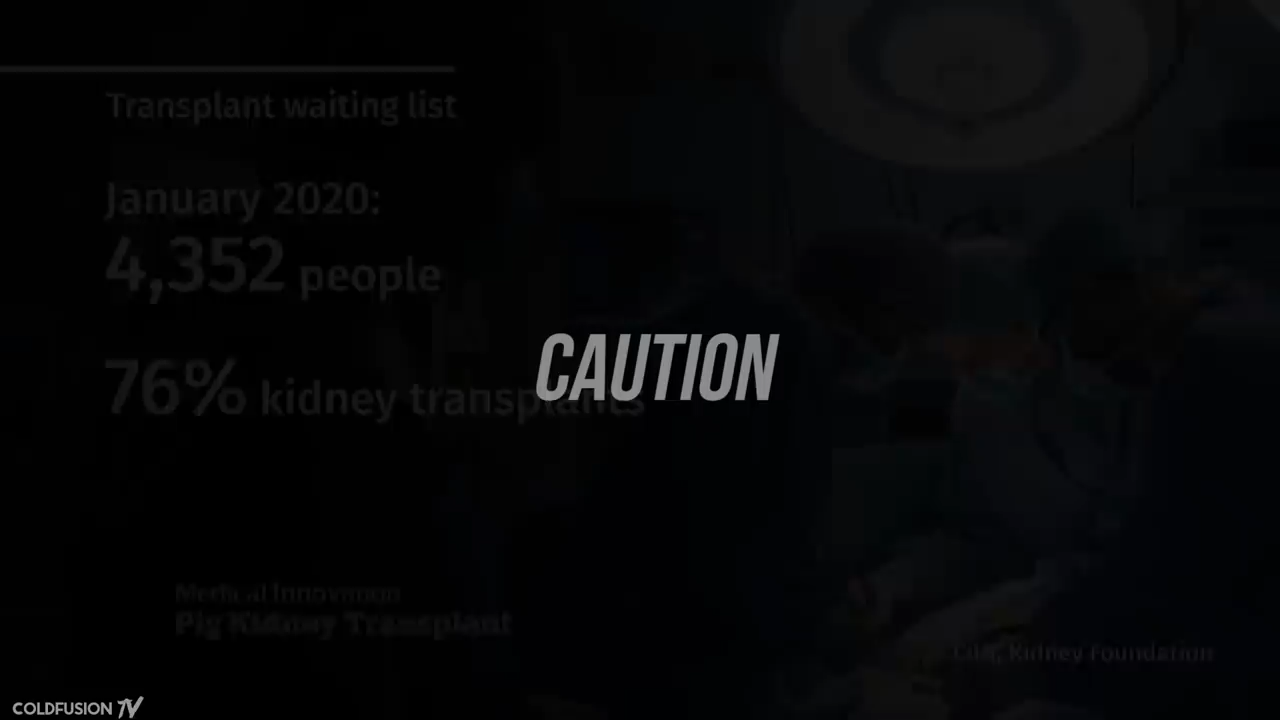 Transplant waiting list
January 2020:
4,352 people
CAUTION
76% kidney transplants
Medical Innovation
Pig Kidney Transplant
Kidney Foundation
COLDFUSION TV